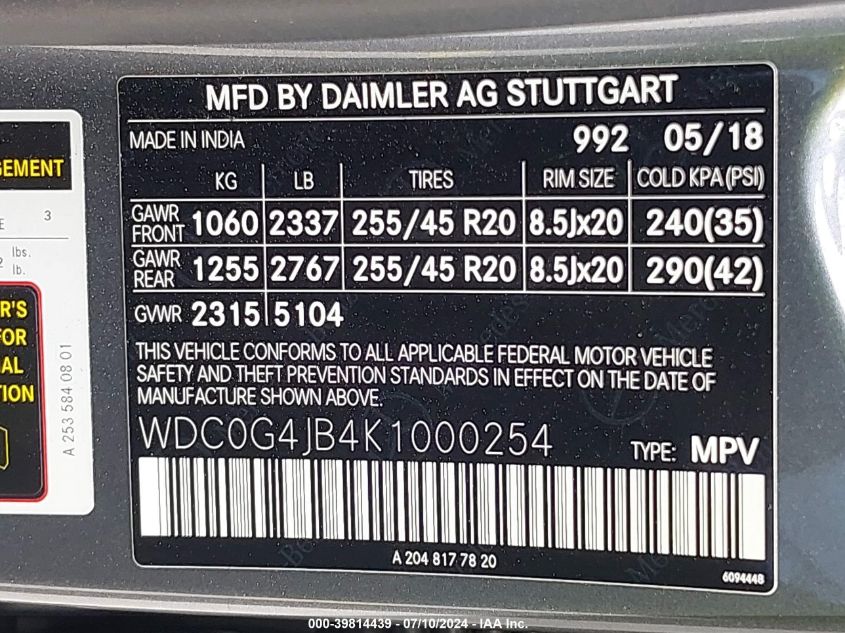 MFD BY DAIMLER AG STUTTGART
MADE IN INDIA 992 05/18
KG LB TIRES RIM SIZE COLD KPA(PSI)
GAWR FRONT 1060 2337 255/45 R20 8.5Jx20 240(35)
GAWR REAR 1255 2767 255/45 R20 8.5Jx20 290(42)
GVWR 2315 5104
THIS VEHICLE CONFORMS TO ALL APPLICABLE FEDERAL MOTOR VEHICLE
SAFETY AND THEFT PREVENTION STANDARDS IN EFFECT ON THE DATE OF
MANUFACTURE SHOWN ABOVE.
WDC0G4JB4K1000254 TYPE: MPV
A 204 817 78 20
6094448
GEMENT
E 3
2 lbs.
lb.
R'S
FOR
AL
TION
A 253 584 08 01
000-39814439 - 07/10/2024 - IAA Inc.